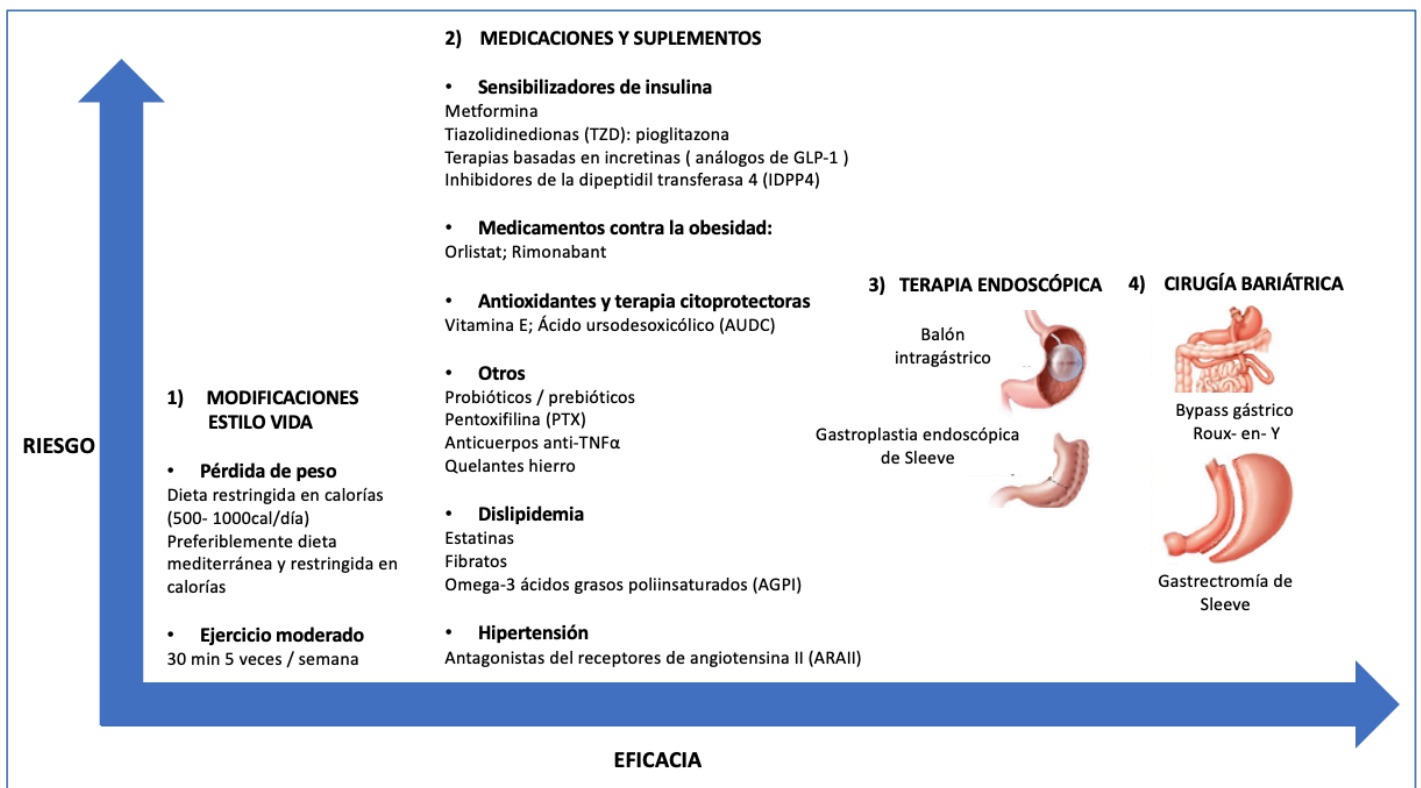 2) MEDICACIONES Y SUPLEMENTOS
• Sensibilizadores de insulina
Metformina
Tiazolidinedionas (TZD): pioglitazona
Terapias basadas en incretinas ( análogos de GLP-1 )
Inhibidores de la dipeptidil transferasa 4 (IDPP4)
• Medicamentos contra la obesidad:
Orlistat; Rimonabant
• Antioxidantes y terapia citoprotectoras
Vitamina E; Ácido ursodesoxicólico (AUDC)
• Otros
Probióticos / prebióticos
Pentoxifilina (PTX)
Anticuerpos anti-TNFα
Quelantes hierro
• Dislipidemia
Estatinas
Fibratos
Omega-3 ácidos grasos poliinsaturados (AGPI)
• Hipertensión
Antagonistas del receptores de angiotensina II (ARAII)
1) MODIFICACIONES
ESTILO VIDA
• Pérdida de peso
Dieta restringida en calorías
(500- 1000cal/día)
Preferiblemente dieta
mediterránea y restringida en
calorías
• Ejercicio moderado
30 min 5 veces / semana
3) TERAPIA ENDOSCÓPICA
Balón
intragástrico
Gastroplastia endoscópica
de Sleeve
4) CIRUGÍA BARIÁTRICA
Bypass gástrico
Roux- en- Y
Gastrectromía de
Sleeve
RIESGO
EFICACIA